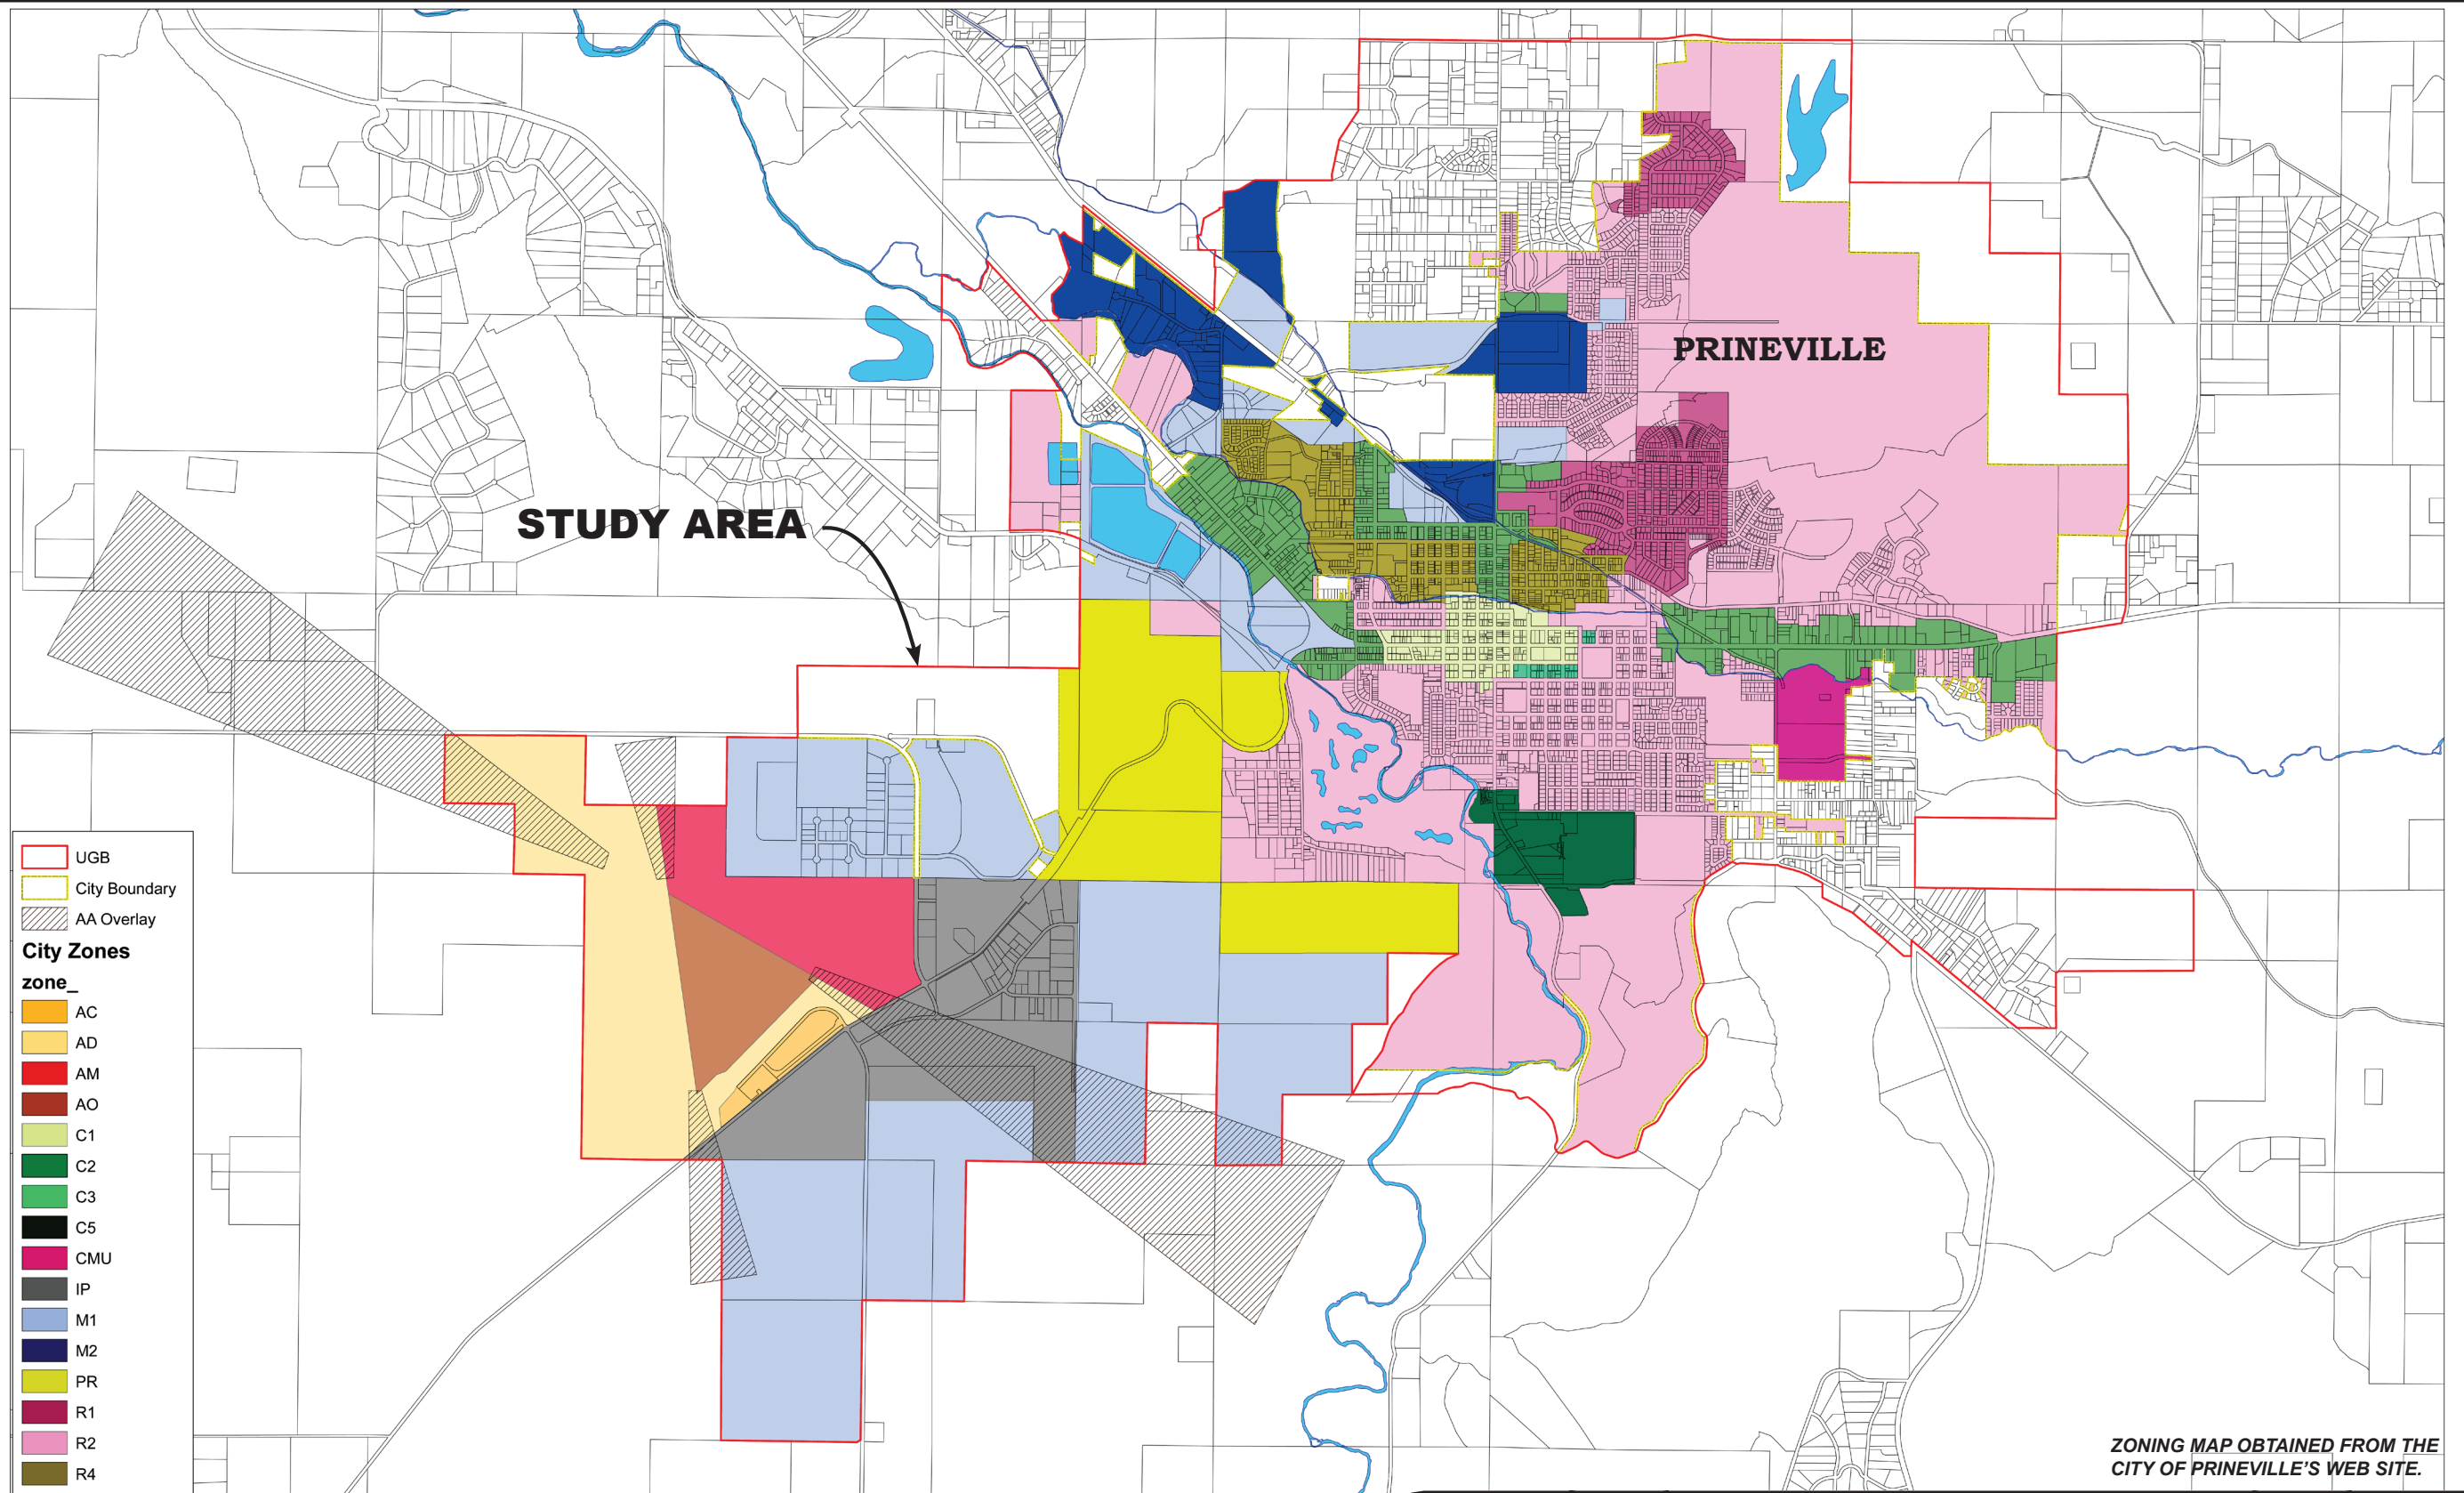 PRINEVILLE
STUDY AREA
UGB
City Boundary
AA Overlay
City Zones
zone_
AC
AD
AM
AO
C1
C2
C3
C5
CMU
IP
M1
M2
PR
R1
R2
R4
ZONING MAP OBTAINED FROM THE
CITY OF PRINEVILLE'S WEB SITE.